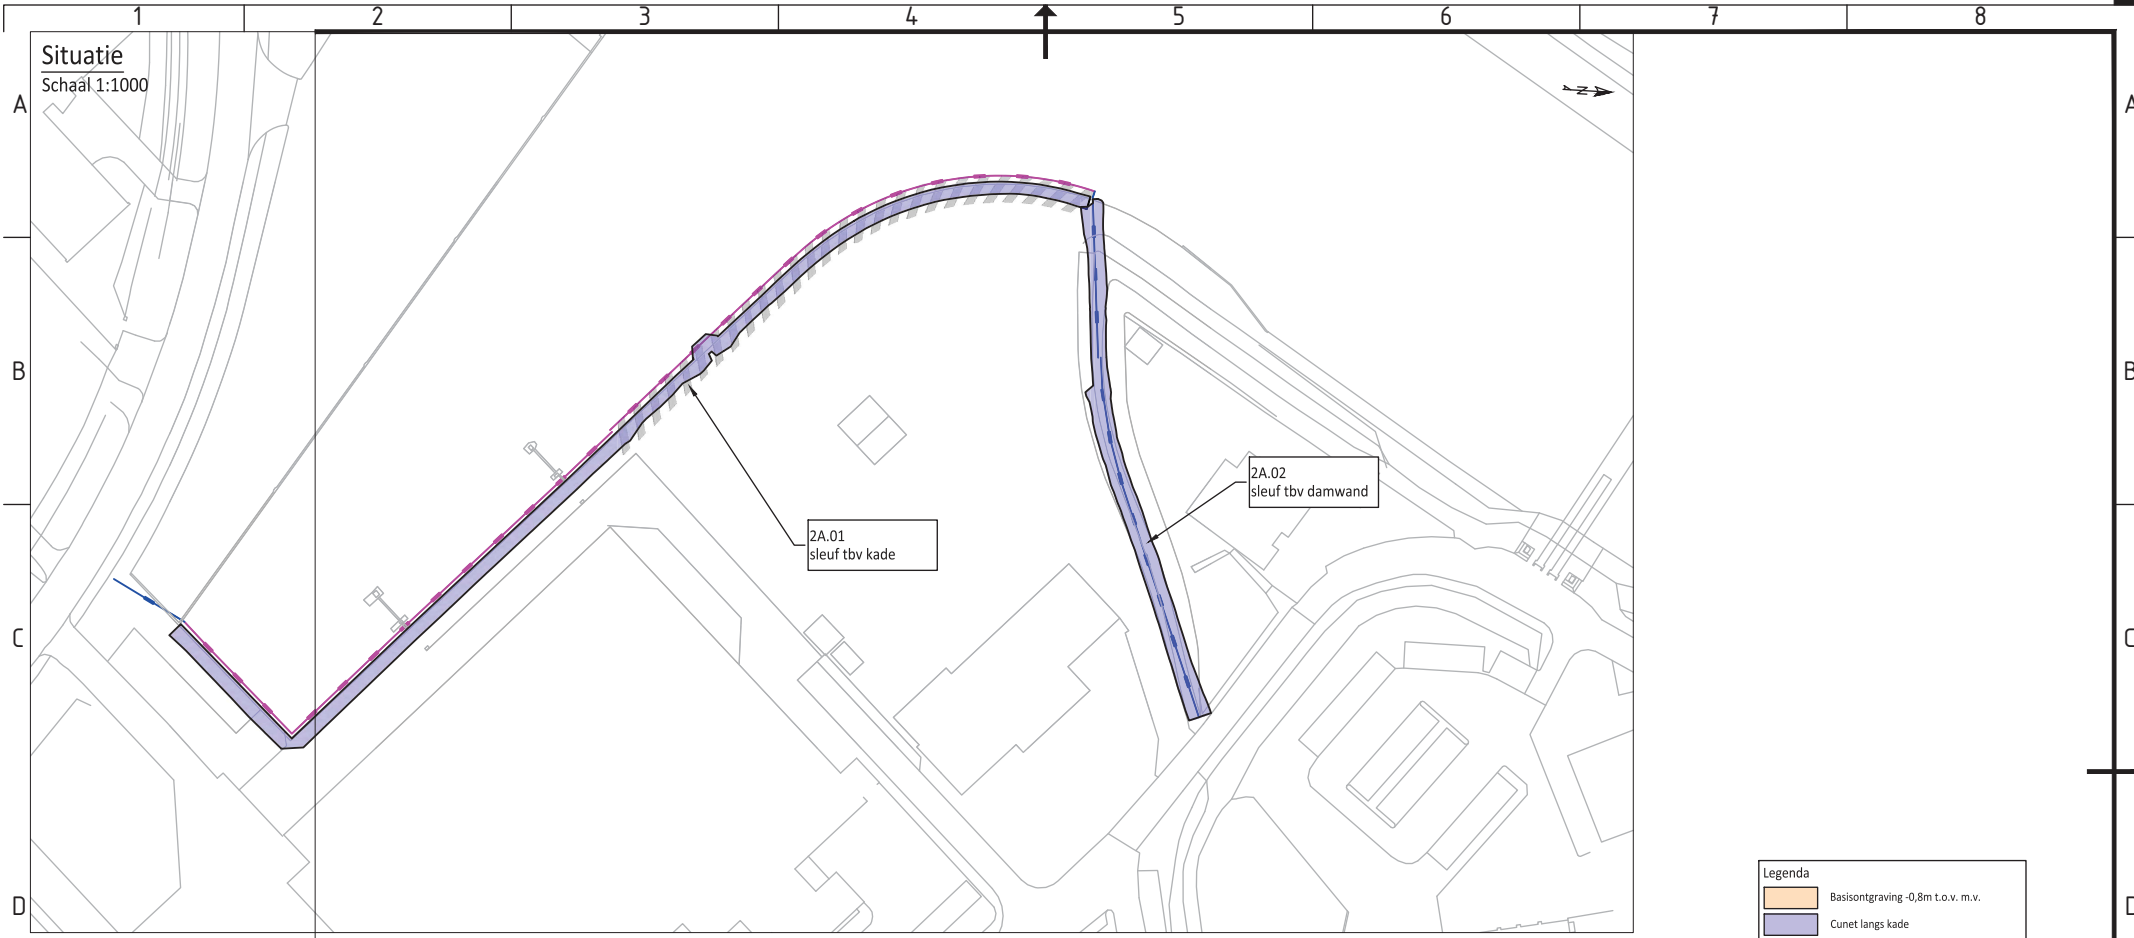 1 2 3 4 5 6 7 8
Situatie
Schaal 1:1000
A
A
N
B
B
2A.02
sleuf tbv damwand
2A.01
sleuf tbv kade
C
C
Legenda
Basisontgraving -0,8m t.o.v. m.v.
Cunet langs kade
D
D